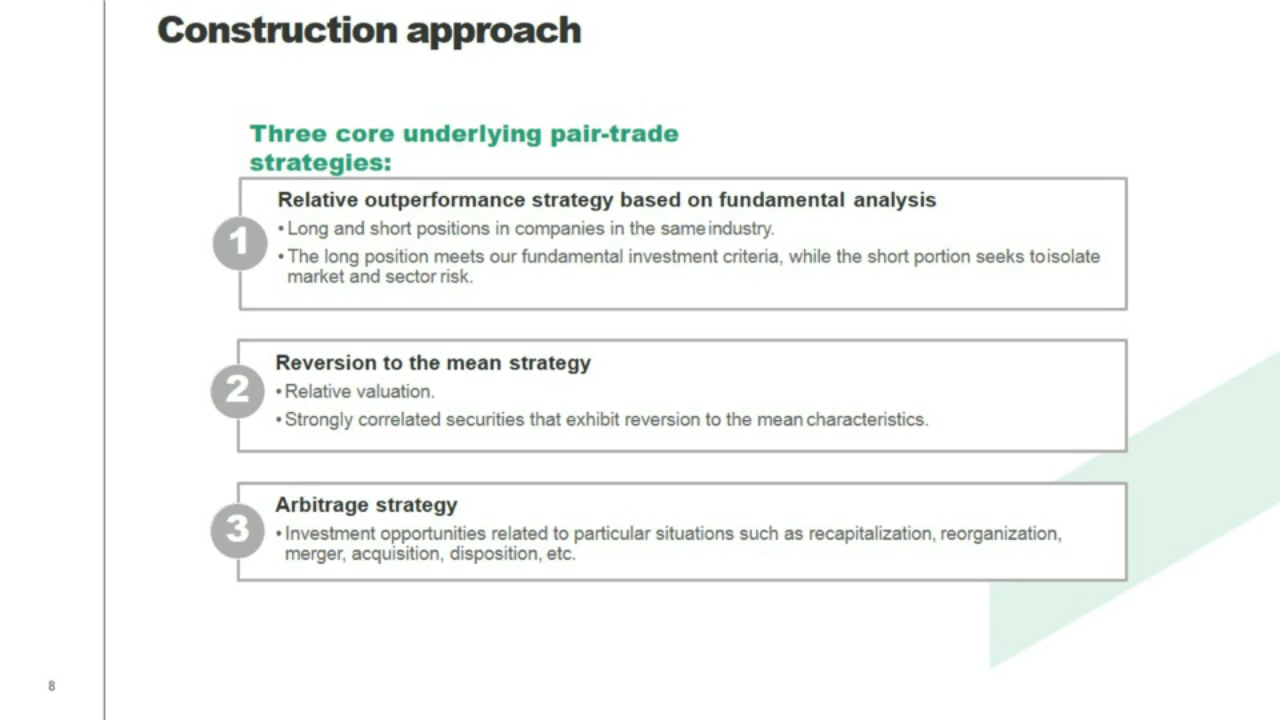 Construction approach
Three core underlying pair-trade
strategies:
1
Relative outperformance strategy based on fundamental analysis
• Long and short positions in companies in the same industry.
• The long position meets our fundamental investment criteria, while the short portion seeks to isolate
market and sector risk.
2
Reversion to the mean strategy
• Relative valuation.
• Strongly correlated securities that exhibit reversion to the mean characteristics.
3
Arbitrage strategy
• Investment opportunities related to particular situations such as recapitalization, reorganization,
merger, acquisition, disposition, etc.
8